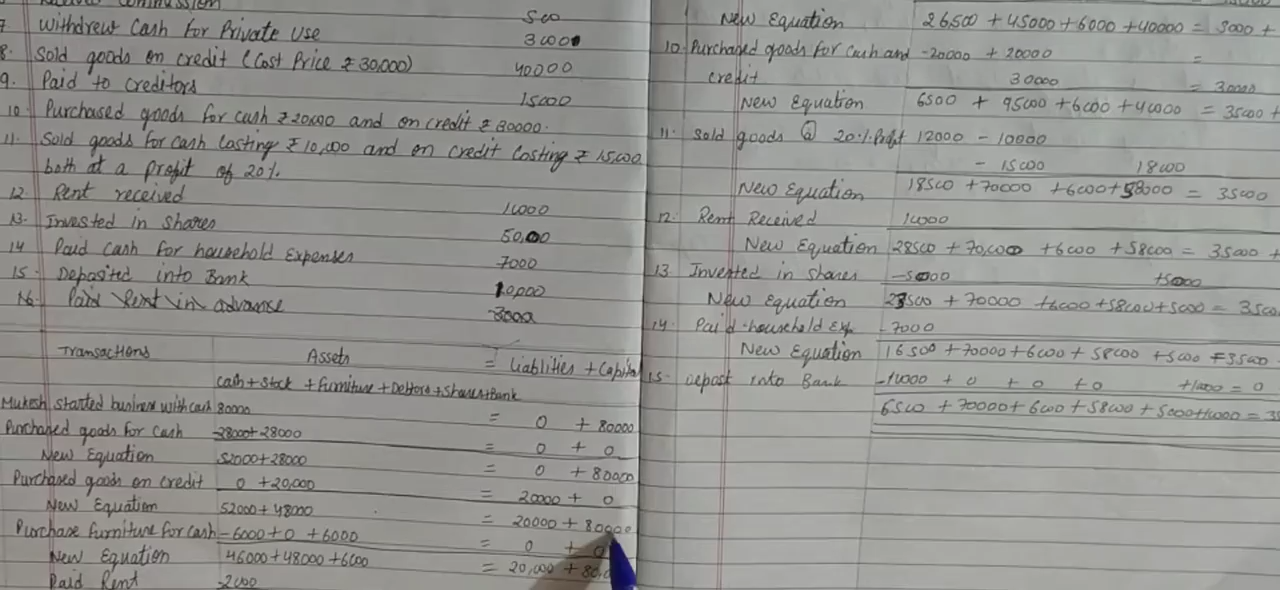 500
7 Withdrew Cash for Private Use 3000
8. Sold goods on credit (Cost Price ₹ 30,000) 40000
9. Paid to creditors 15000
10. Purchased goods for cash ₹ 20,000 and on credit ₹ 30000.
11. Sold goods for cash Costing ₹ 10,000 and on credit Costing ₹ 15,000
both at a profit of 20%.
12 Rent received 10000
13. Invested in shares 50,00
14 Paid Cash for household Expenses 7000
15 Deposited into Bank 10,000
16. Paid Rent in advance 3000
Transactions Assets = Liablities + Capital
Cash + Stock + Furniture + Debtors + Shares + Bank
Mukesh started business with cash 80000 = 0 + 80000
Purchased goods for cash -28000 + 28000 = 0 + 0
New Equation 52000 + 28000 = 0 + 80000
Purchased goods on credit 0 + 20,000 = 20000 + 0
New Equation 52000 + 48000 = 20000 + 80000
Purchase furniture for cash - 6000 + 0 + 6000 = 0 + 0
New Equation 46000 + 48000 + 6000 = 20,000 +
Paid Rent -2000
New Equation 26500 + 45000 + 6000 + 40000 = 5000 +
10. Purchased goods for cash and -20000 + 20000 =
credit 30000 = 30000
New Equation 6500 + 95000 + 6000 + 40000 = 35000 +
11. Sold goods @ 20% Profit 12000 - 10000
- 15000 18000
New Equation 18500 + 70000 + 6000 + 58000 = 35000
12. Rent Received 10000
New Equation 28500 + 70,000 + 6000 + 58000 = 35000 +
13. Invested in shares -5000 +5000
New Equation 23500 + 70000 + 6000 + 58000 + 5000 = 3500
14. Paid household Exp. -7000
New Equation 16500 + 70000 + 6000 + 58000 + 5000 = 3500
15. Deposit into Bank -10000 + 0 + 0 + 0 +10000 = 0
6500 + 70000 + 6000 + 58000 + 5000 + 10000 = 35